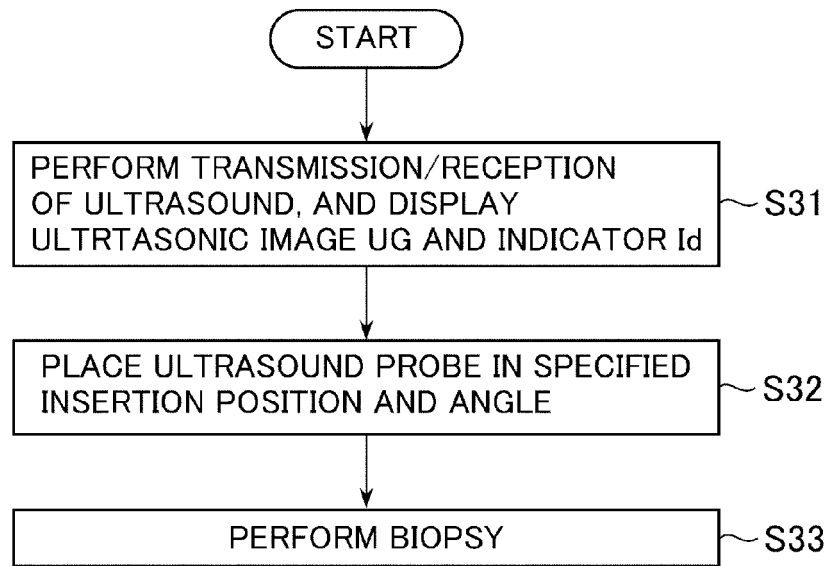 START
PERFORM TRANSMISSION/RECEPTION
OF ULTRASOUND, AND DISPLAY
ULTRTASONIC IMAGE UG AND INDICATOR Id
S31
PLACE ULTRASOUND PROBE IN SPECIFIED
INSERTION POSITION AND ANGLE
S32
PERFORM BIOPSY
S33